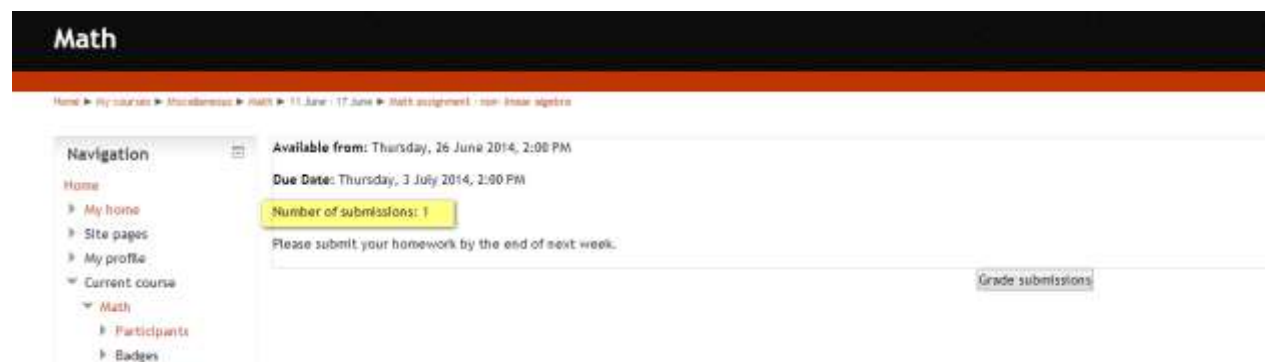 Math
Home ► My courses ► Miscellaneous ► Math ► 11 June - 17 June ► Math assignment - non- linear algebra
Navigation
Home
My home
Site pages
My profile
Current course
Math
Participants
Badges
Available from: Thursday, 26 June 2014, 2:00 PM
Due Date: Thursday, 3 July 2014, 2:00 PM
Number of submissions: 1
Please submit your homework by the end of next week.
Grade submissions